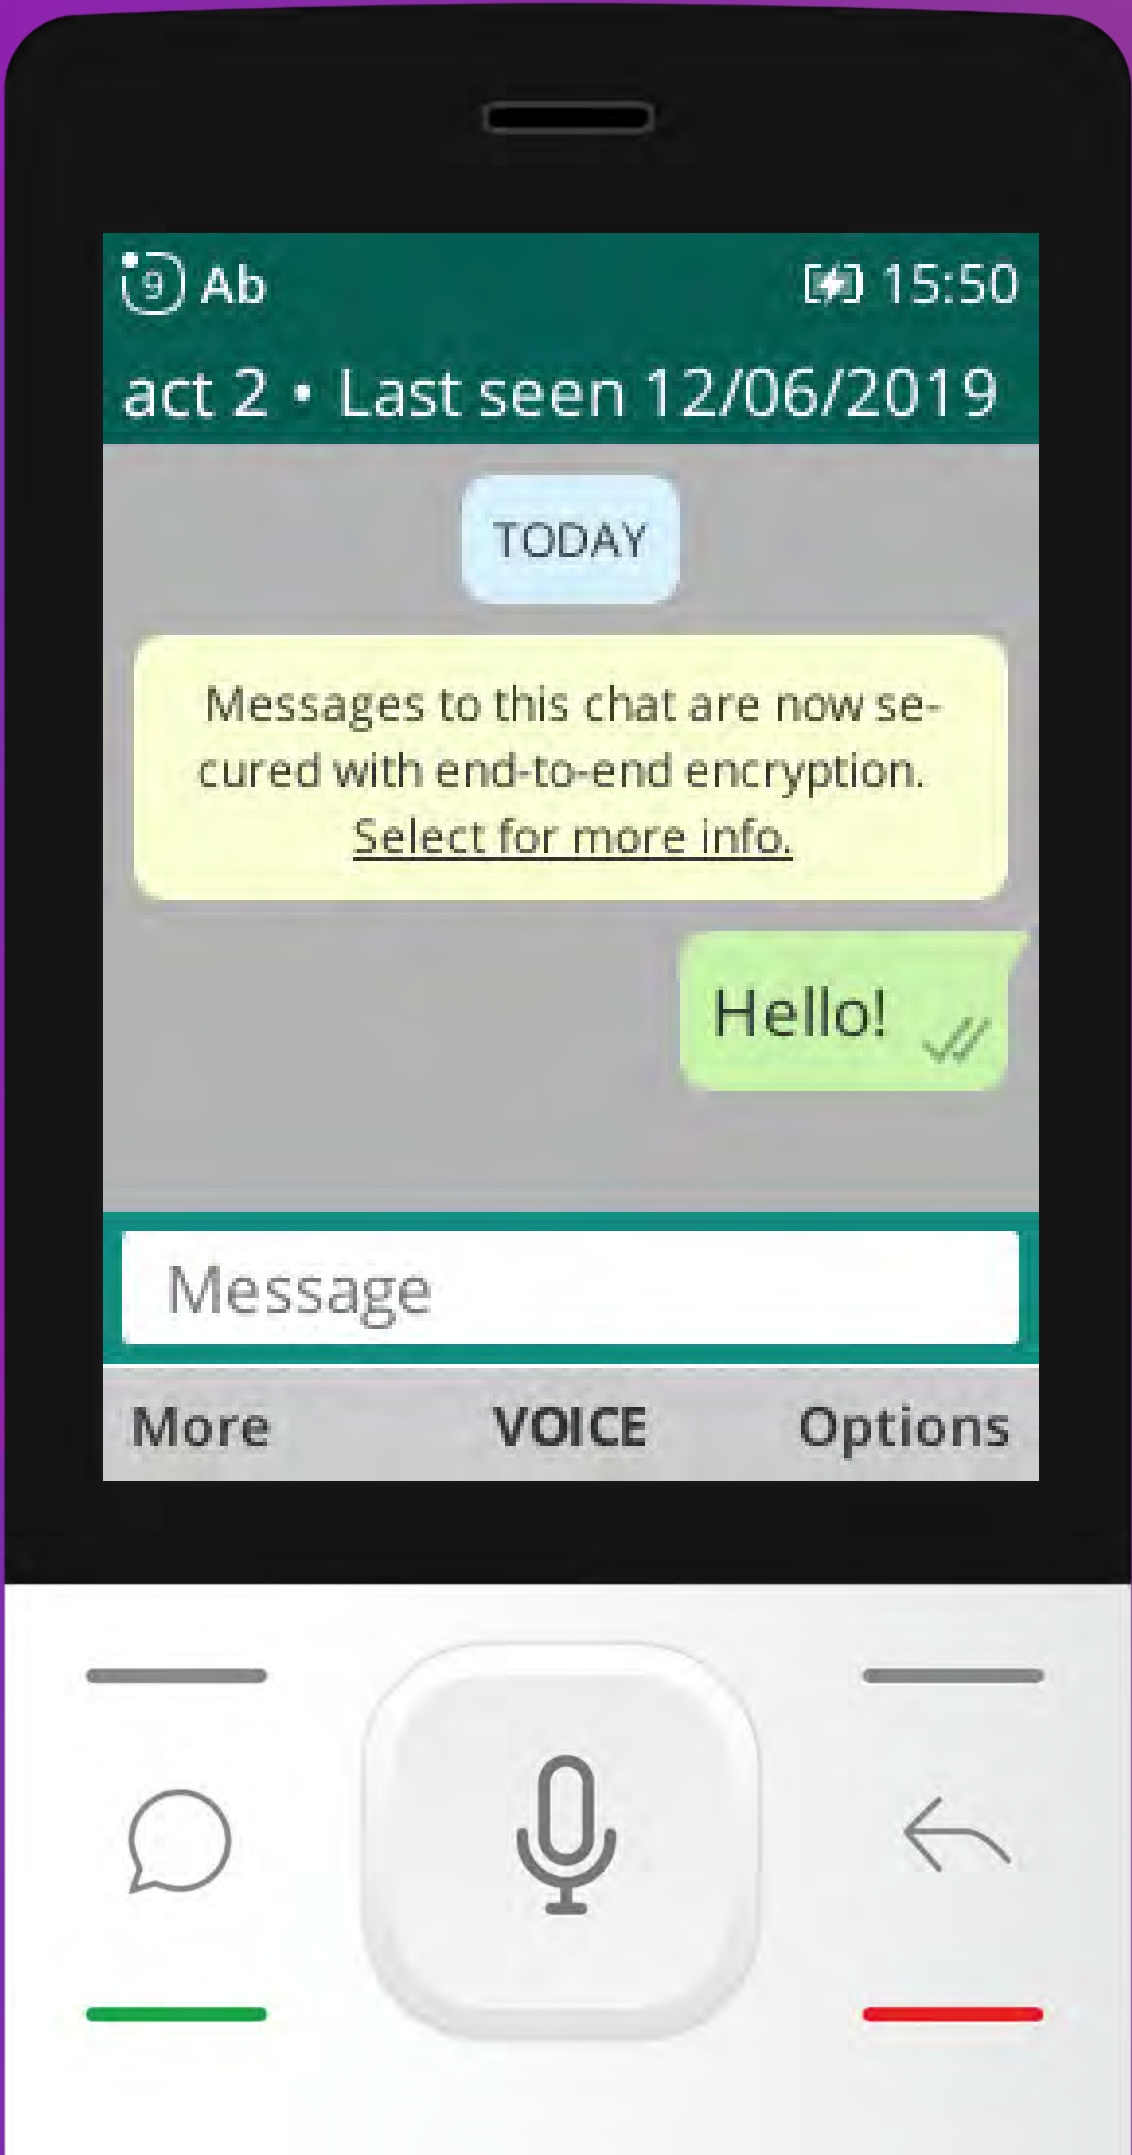 9 Ab 15:50
act 2 • Last seen 12/06/2019
TODAY
Messages to this chat are now se-
cured with end-to-end encryption.
Select for more info.
Hello!
Message
More VOICE Options